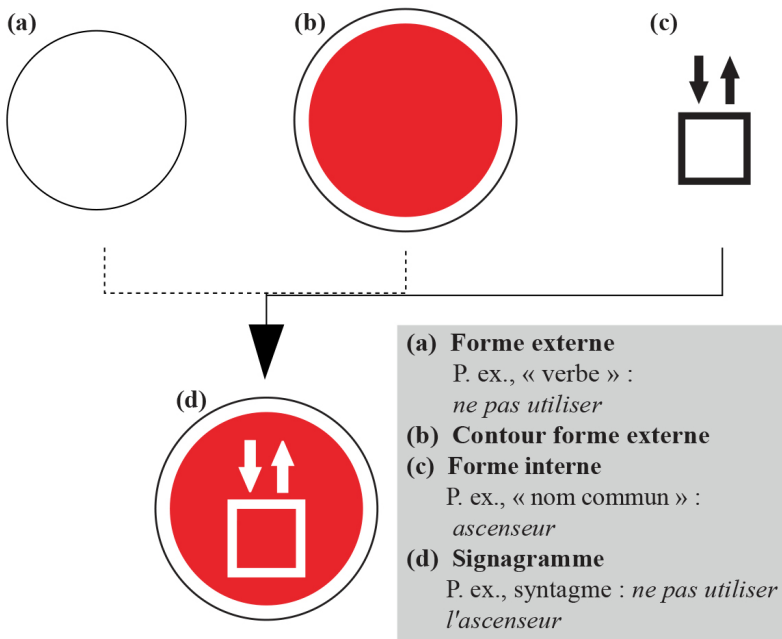 (a)
(b)
(c)
(d)
(a) Forme externe
P. ex., « verbe » :
ne pas utiliser
(b) Contour forme externe
(c) Forme interne
P. ex., « nom commun » :
ascenseur
(d) Signagramme
P. ex., syntagme : ne pas utiliser
l'ascenseur